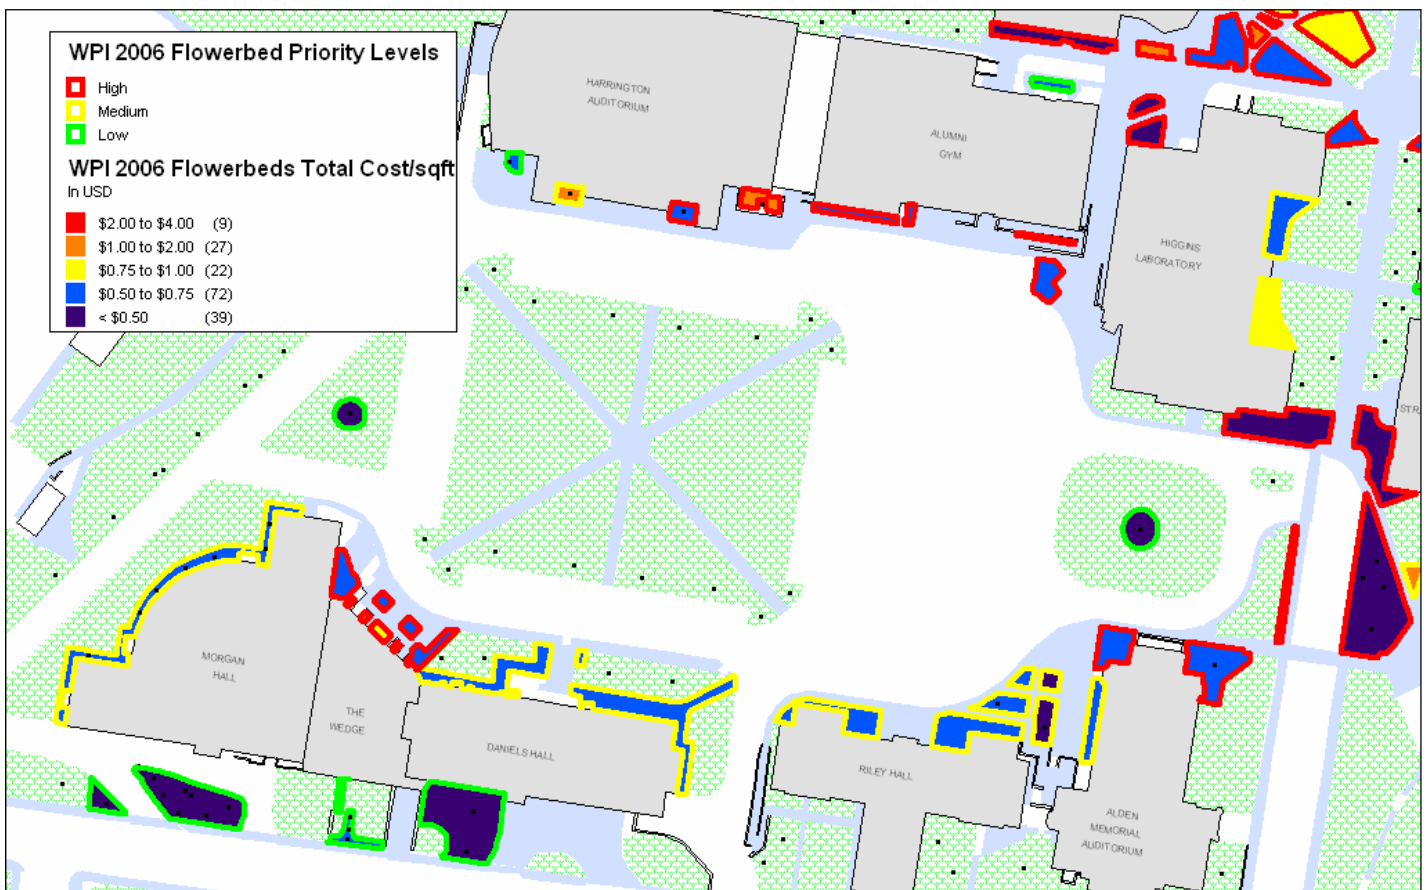 WPI 2006 Flowerbed Priority Levels
High
Medium
Low
WPI 2006 Flowerbeds Total Cost/sqft
In USD
$2.00 to $4.00 (9)
$1.00 to $2.00 (27)
$0.75 to $1.00 (22)
$0.50 to $0.75 (72)
< $0.50 (39)
HARRINGTON
AUDITORIUM
ALUMNI
GYM
HIGGINS
LABORATORY
STR
MORGAN
HALL
THE
WEDGE
DANIELS HALL
RILEY HALL
ALDEN
MEMORIAL
AUDITORIUM